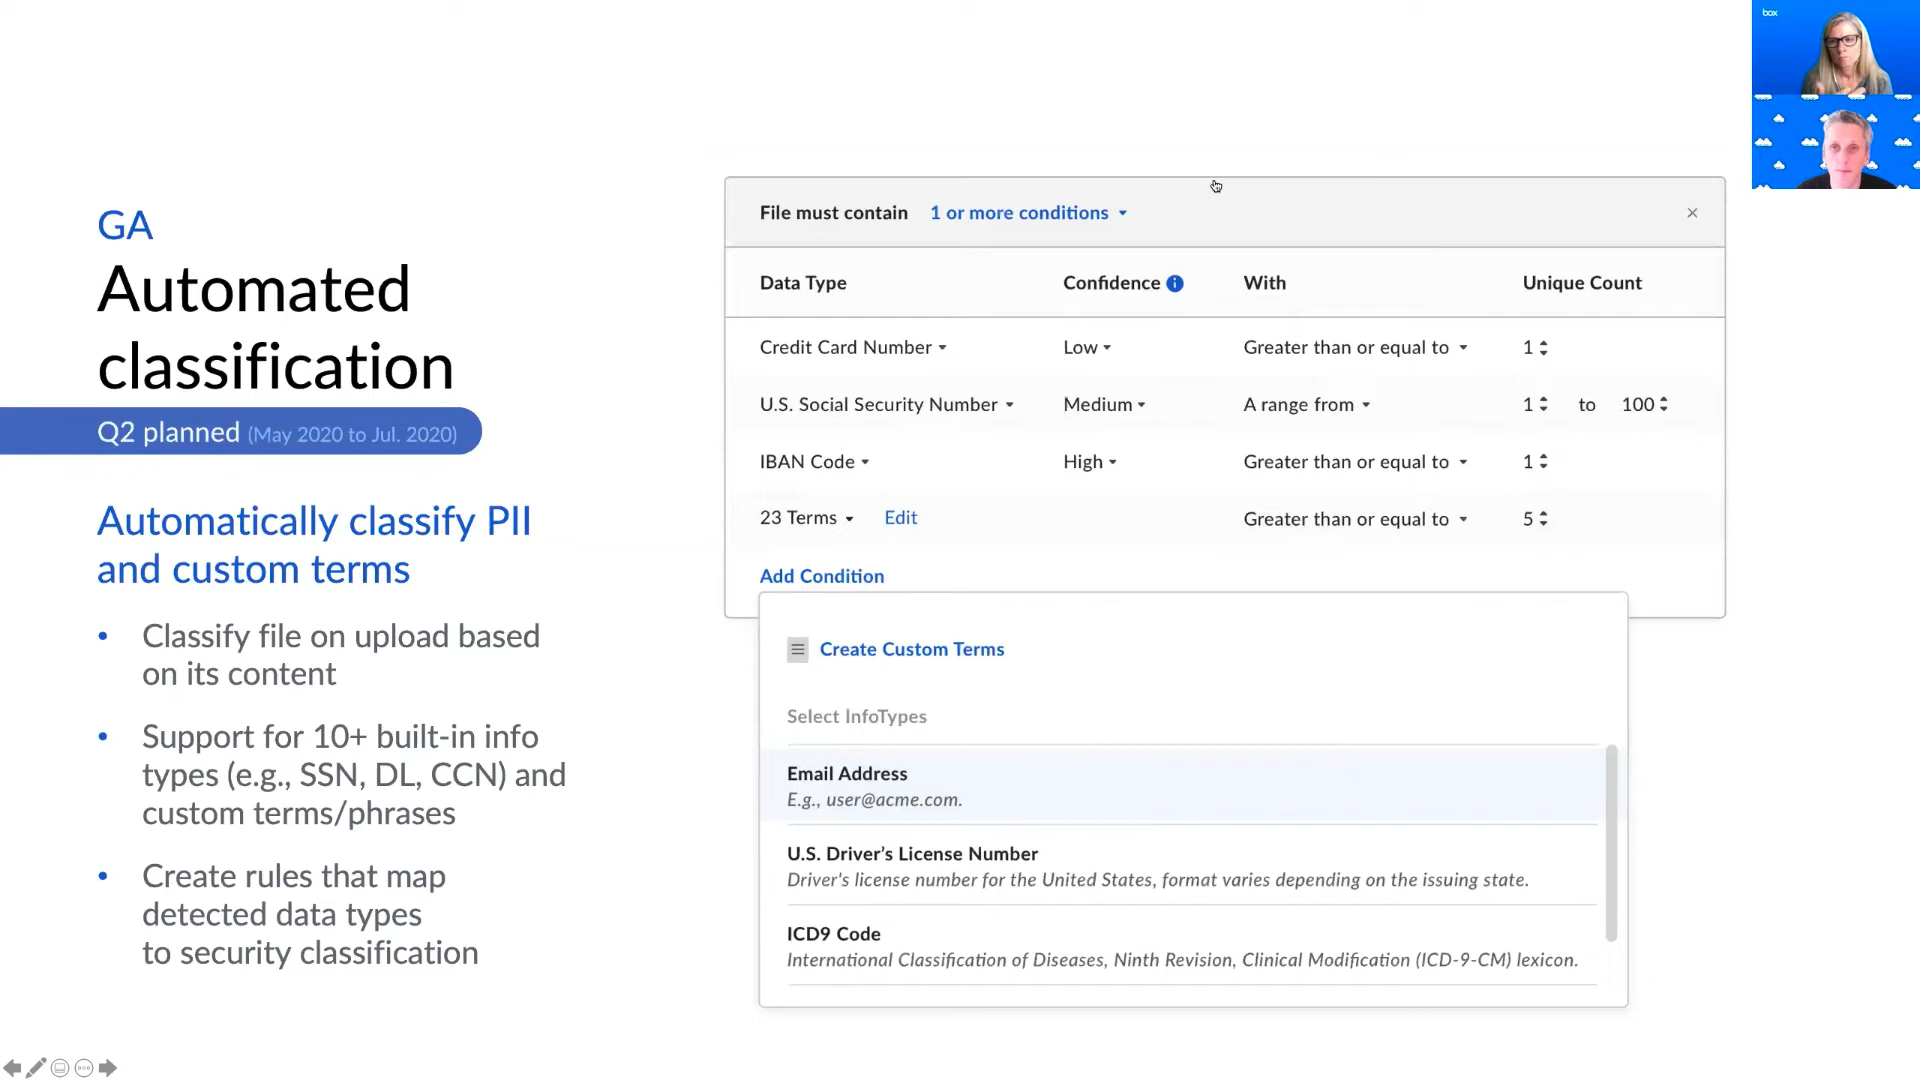 box
GA
Automated
classification
Q2 planned (May 2020 to Jul. 2020)
Automatically classify PII
and custom terms
• Classify file on upload based
on its content
• Support for 10+ built-in info
types (e.g., SSN, DL, CCN) and
custom terms/phrases
• Create rules that map
detected data types
to security classification
File must contain 1 or more conditions
Data Type Confidence i With Unique Count
Credit Card Number Low Greater than or equal to 1
U.S. Social Security Number Medium A range from 1 to 100
IBAN Code High Greater than or equal to 1
23 Terms Edit Greater than or equal to 5
Add Condition
Create Custom Terms
Select InfoTypes
Email Address
E.g., user@acme.com.
U.S. Driver’s License Number
Driver's license number for the United States, format varies depending on the issuing state.
ICD9 Code
International Classification of Diseases, Ninth Revision, Clinical Modification (ICD-9-CM) lexicon.